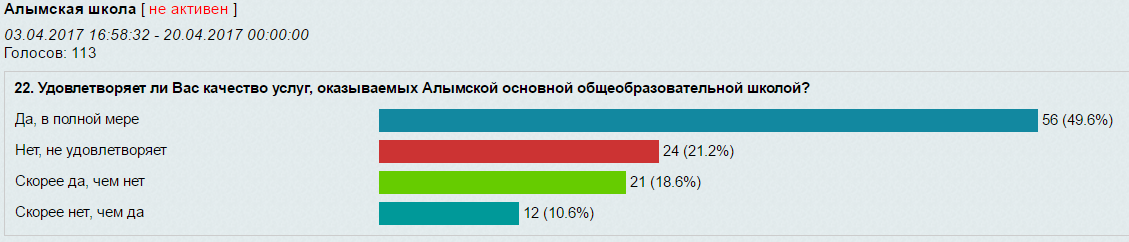 Алымская школа [ не активен ]
03.04.2017 16:58:32 - 20.04.2017 00:00:00
Голосов: 113
22. Удовлетворяет ли Вас качество услуг, оказываемых Алымской основной общеобразовательной школой?
Да, в полной мере 56 (49.6%)
Нет, не удовлетворяет 24 (21.2%)
Скорее да, чем нет 21 (18.6%)
Скорее нет, чем да 12 (10.6%)